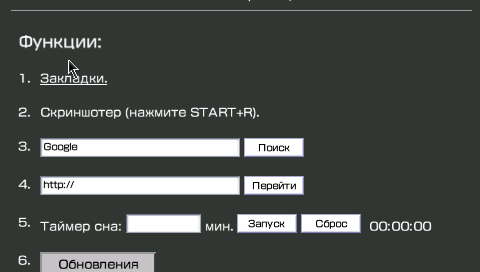 Функции:
1. Закладки.
2. Скриншотер (нажмите START+R).
3. Google Поиск
4. http:// Перейти
5. Таймер сна: мин. Запуск Сброс 00:00:00
6. Обновления